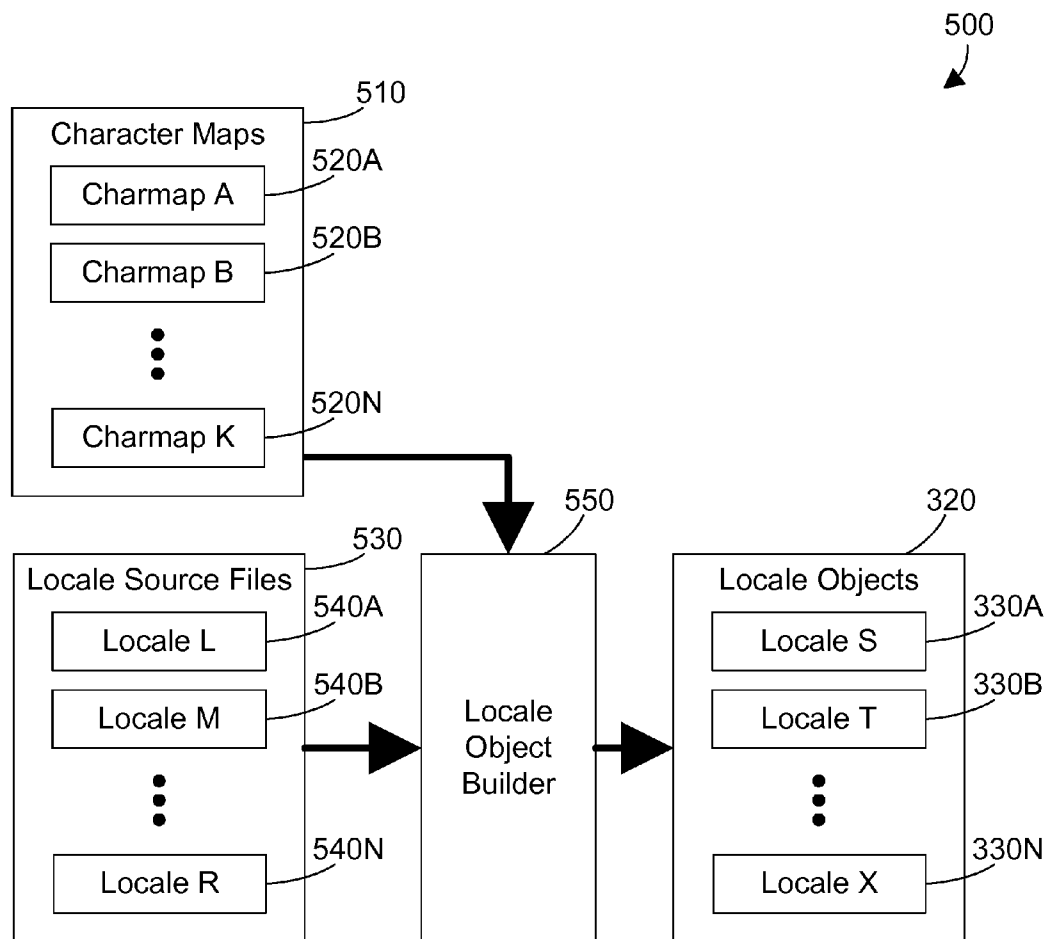 500
510
Character Maps
520A
Charmap A
520B
Charmap B
520N
Charmap K
550
320
530
Locale Source Files
540A
Locale L
540B
Locale M
540N
Locale R
Locale
Object
Builder
Locale Objects
330A
Locale S
330B
Locale T
330N
Locale X